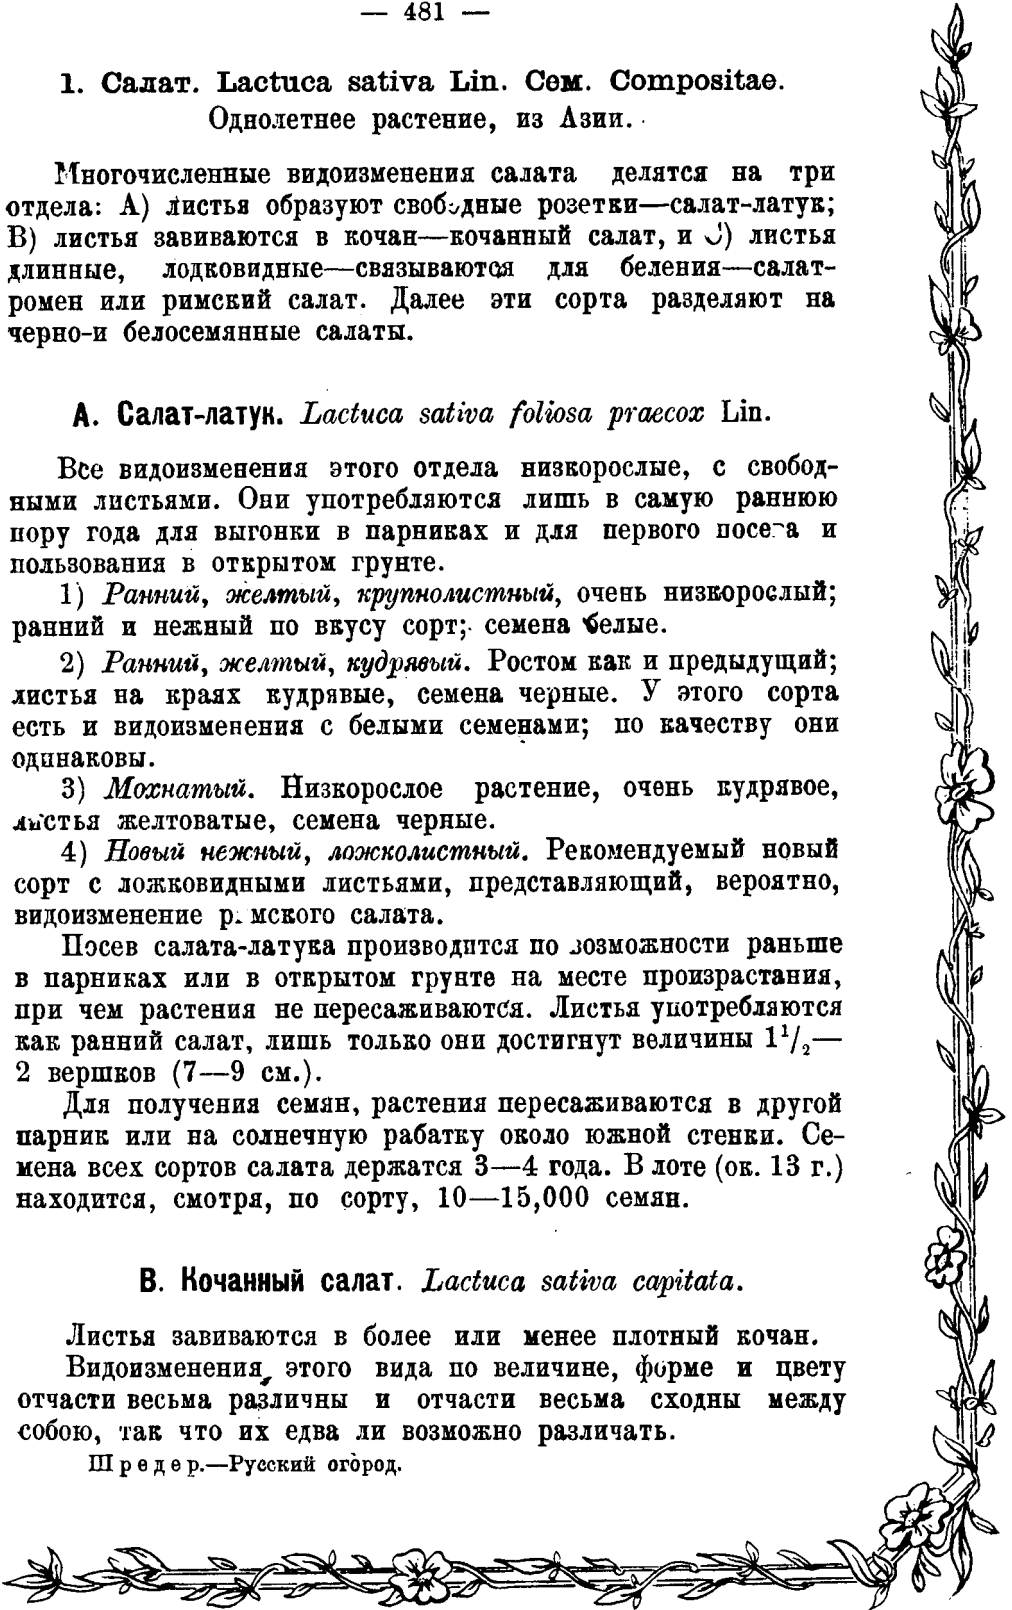 — 481 —
1. Салат. Lactuca sativa Lin. Сем. Compositae.
Однолетнее растение, из Азии.
Многочисленные видоизменения салата делятся на три
отдела: А) листья образуют свободные розетки—салат-латук;
В) листья завиваются в кочан—кочанный салат, и С) листья
длинные, лодковидные—связываются для беления—салат-
ромен или римский салат. Далее эти сорта разделяют на
черно-и белосемянные салаты.
А. Салат-латук. Lactuca sativa foliosa praecox Lin.
Все видоизменения этого отдела низкорослые, с свобод-
ными листьями. Они употребляются лишь в самую раннюю
пору года для выгонки в парниках и для первого посева и
пользования в открытом грунте.
1) Ранний, желтый, крупнолистный, очень низкорослый;
ранний и нежный по вкусу сорт; семена белые.
2) Ранний, желтый, кудрявый. Ростом как и предыдущий;
листья на краях кудрявые, семена черные. У этого сорта
есть и видоизменения с белыми семенами; по качеству они
одинаковы.
3) Мохнатый. Низкорослое растение, очень кудрявое,
листья желтоватые, семена черные.
4) Новый нежный, ложколистный. Рекомендуемый новый
сорт с ложковидными листьями, представляющий, вероятно,
видоизменение римского салата.
Посев салата-латука производится по возможности раньше
в парниках или в открытом грунте на месте произрастания,
при чем растения не пересаживаются. Листья употребляются
как ранний салат, лишь только они достигнут величины 1¹/₂—
2 вершков (7—9 см.).
Для получения семян, растения пересаживаются в другой
парник или на солнечную рабатку около южной стенки. Се-
мена всех сортов салата держатся 3—4 года. В лоте (ок. 13 г.)
находится, смотря, по сорту, 10—15,000 семян.
В. Кочанный салат. Lactuca sativa capitata.
Листья завиваются в более или менее плотный кочан.
Видоизменения этого вида по величине, форме и цвету
отчасти весьма различны и отчасти весьма сходны между
собою, так что их едва ли возможно различать.
Шредер.—Русский огород.